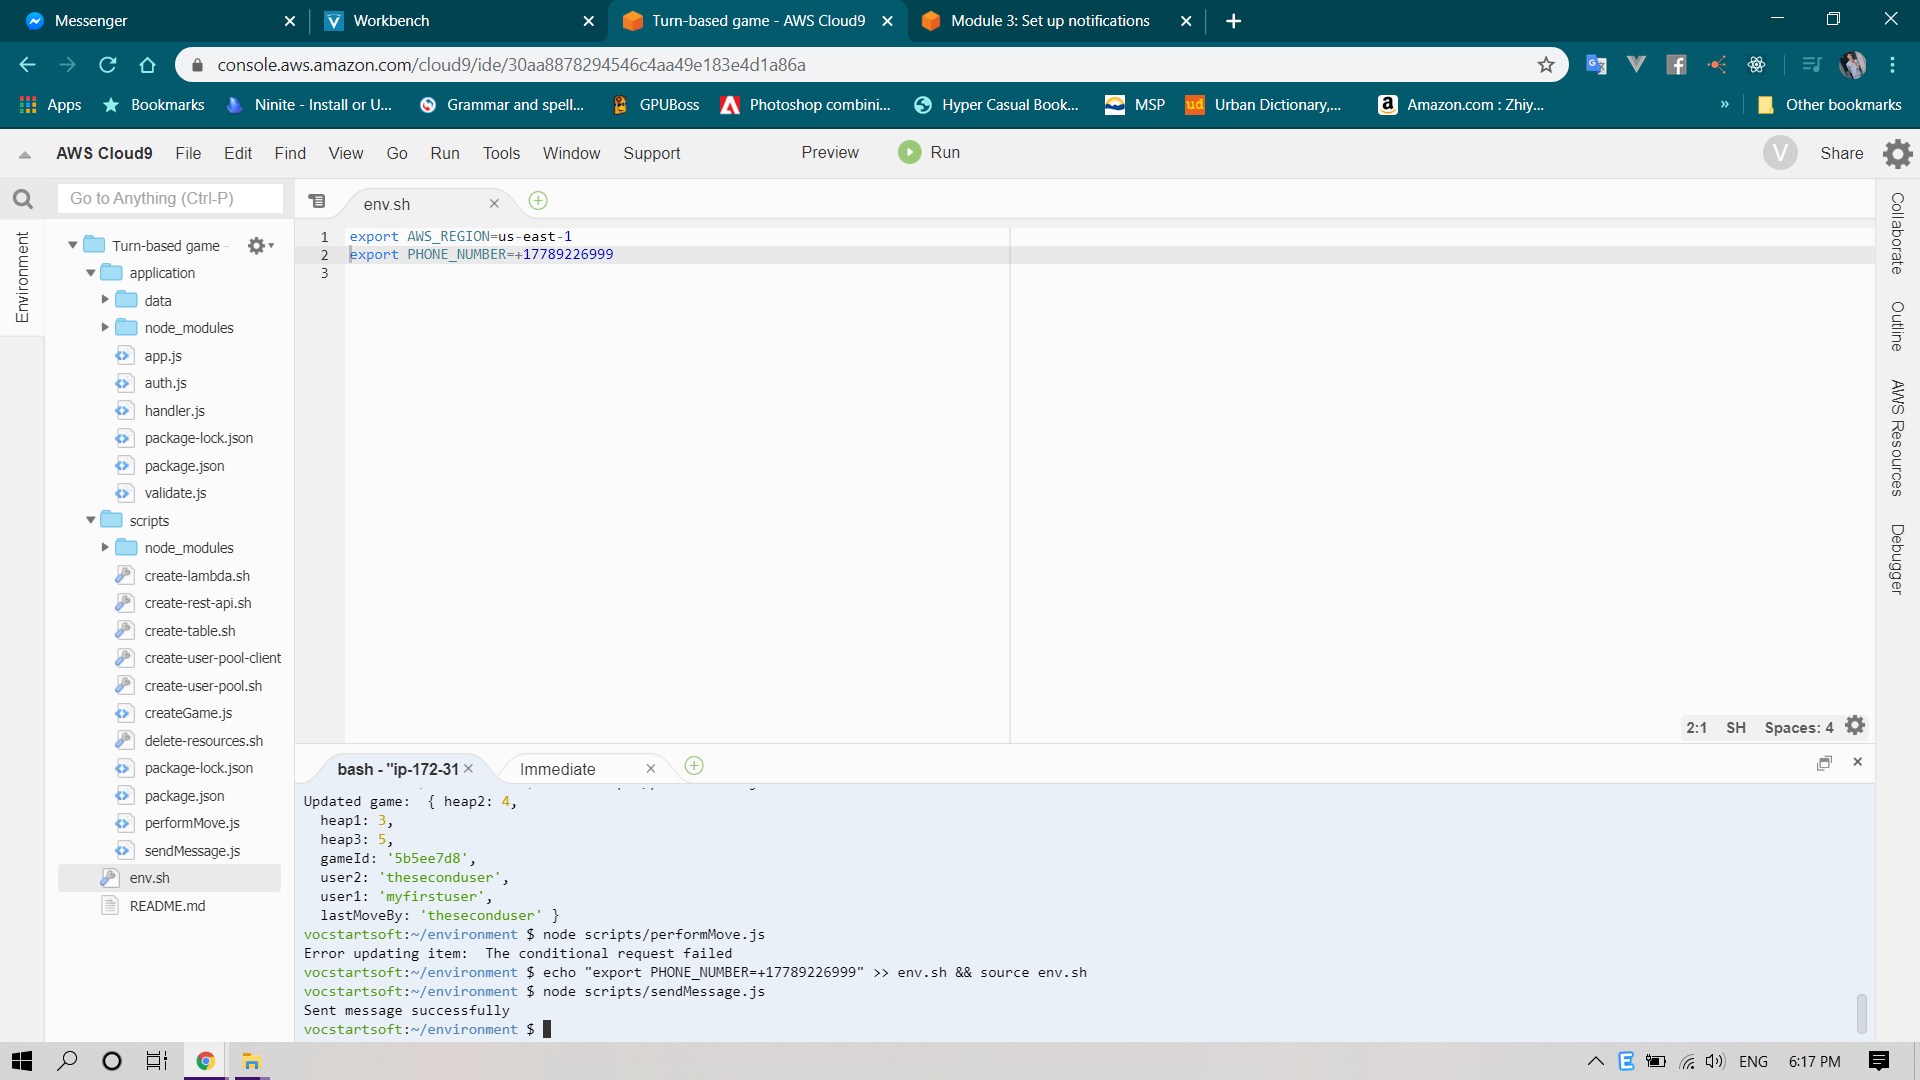 Messenger
Workbench
Turn-based game - AWS Cloud9
Module 3: Set up notifications
console.aws.amazon.com/cloud9/ide/30aa8878294546c4aa49e183e4d1a86a
Apps
Bookmarks
Ninite - Install or U...
Grammar and spell...
GPUBoss
Photoshop combini...
Hyper Casual Book...
MSP
ud
Urban Dictionary,...
a
Amazon.com : Zhiy...
»
Other bookmarks
AWS Cloud9
File
Edit
Find
View
Go
Run
Tools
Window
Support
Preview
Run
V
Share
Go to Anything (Ctrl-P)
env.sh
Environment
Turn-based game -
application
data
node_modules
app.js
auth.js
handler.js
package-lock.json
package.json
validate.js
scripts
node_modules
create-lambda.sh
create-rest-api.sh
create-table.sh
create-user-pool-client
create-user-pool.sh
createGame.js
delete-resources.sh
package-lock.json
package.json
performMove.js
sendMessage.js
env.sh
README.md
1 export AWS_REGION=us-east-1
2 export PHONE_NUMBER=+17789226999
3
2:1 SH Spaces: 4
Collaborate
Outline
AWS Resources
Debugger
bash - "ip-172-31
Immediate
Updated game:  { heap2: 4,
heap1: 3,
heap3: 5,
gameId: '5b5ee7d8',
user2: 'theseconduser',
user1: 'myfirstuser',
lastMoveBy: 'theseconduser' }
vocstartsoft:~/environment $ node scripts/performMove.js
Error updating item:  The conditional request failed
vocstartsoft:~/environment $ echo "export PHONE_NUMBER=+17789226999" >> env.sh && source env.sh
vocstartsoft:~/environment $ node scripts/sendMessage.js
Sent message successfully
vocstartsoft:~/environment $
ENG
6:17 PM